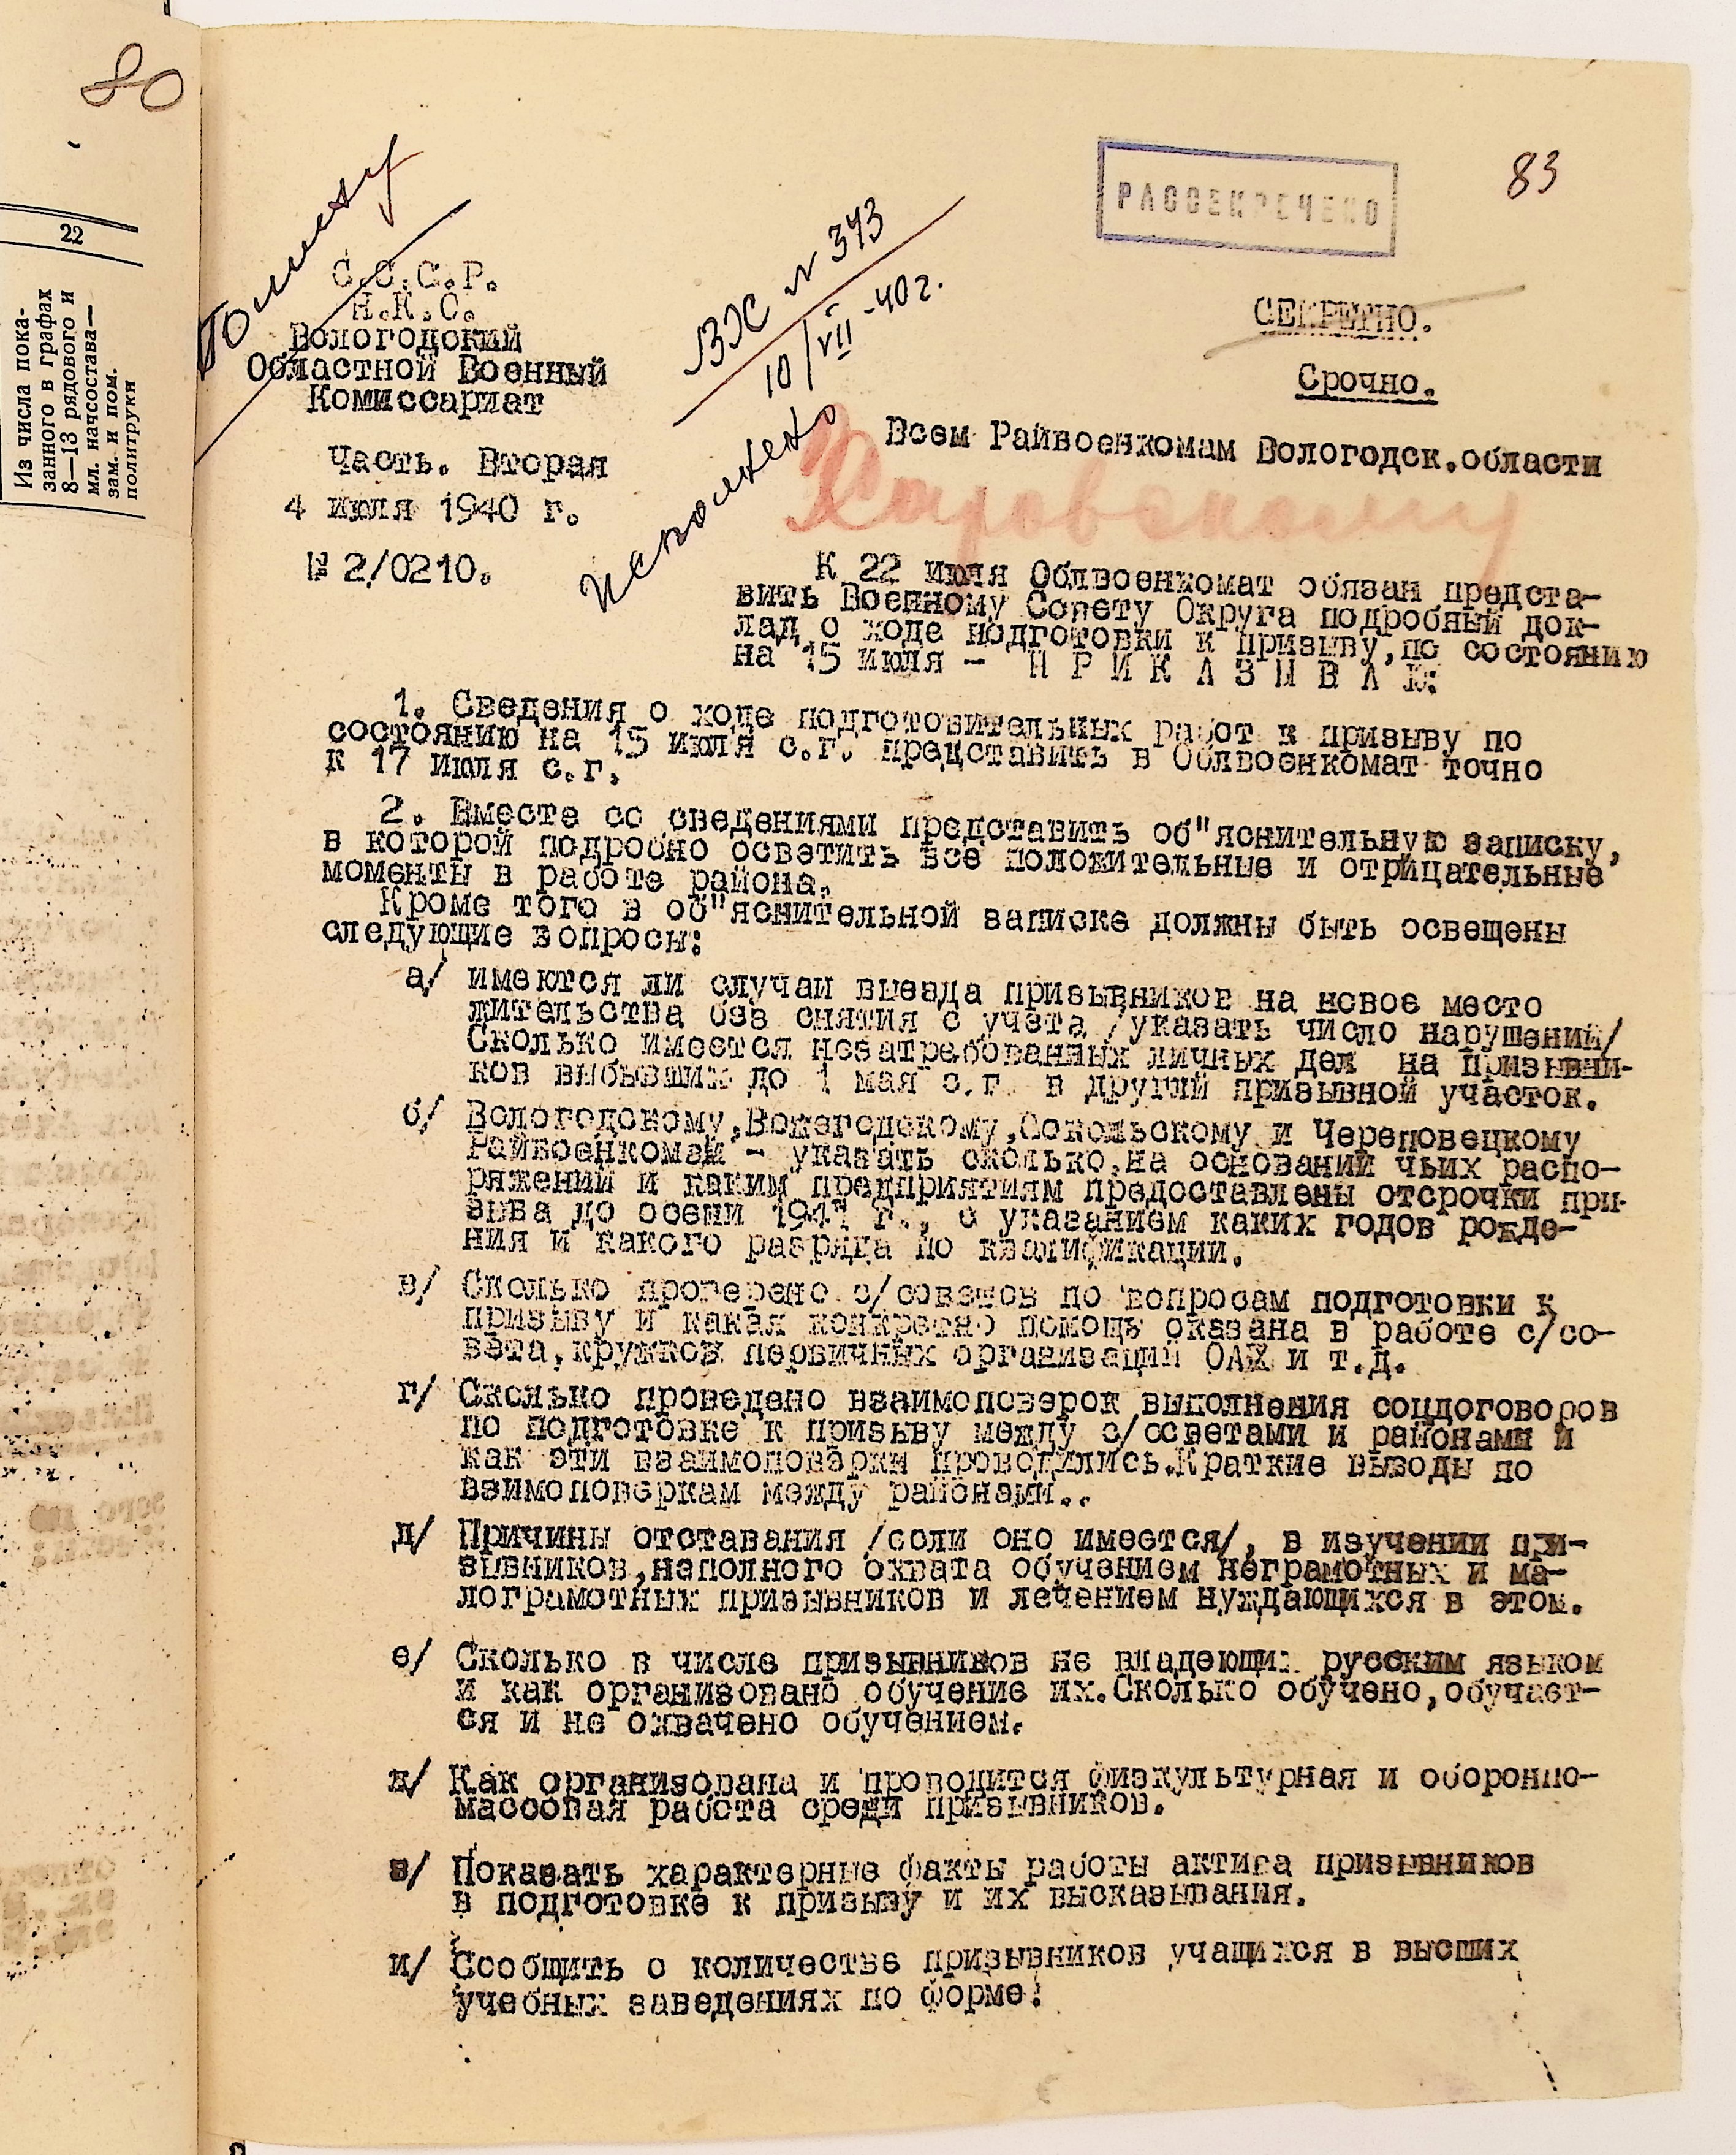 80
22
Из числа пока-
занного в графах
8—13 рядового и
мл. начсостава—
зам. и пом.
политруки
83
РАССЕКРЕЧЕНО
С.С.С.Р.
Н.К.О.
Вологодский
Областной Военный
Комиссариат
Часть. Вторая
4 июля 1940 г.
№ 2/0210.
ВХ № 343
10/VII-40г.
исполнено
СЕКРЕТНО.
Срочно.
Всем Райвоенкомам Вологодск.области
Харовскому
К 22 июля Облвоенкомат обязан предста-
вить Военному Совету Округа подробный док-
лад о ходе подготовки к призыву,по состоянию
на 15 июля - П Р И К А З Ы В А Ю:
1. Сведения о ходе подготовительных работ к призыву по
состоянию на 15 июля с.г. представить в Облвоенкомат точно
к 17 июля с.г.
2. Вместе со сведениями представить об"яснительную записку,
в которой подробно осветить все положительные и отрицательные
моменты в работе района.
Кроме того в об"яснительной записке должны быть освещены
следующие вопросы:
а/ имеются ли случаи выезда призывников на новое место
жительства без снятия с учета /указать число нарушений/
Сколько имеется незатребованных личных дел на призывни-
ков выбывших до 1 мая с.г. в другий призывной участок.
б/ Вологодскому,Вожегодскому,Сокольскому и Череповецкому
Райвоенкомам - указать сколько,на основании чьих распо-
ряжений и каким предприятиям предоставлены отсрочки при-
зыва до осени 1941 г., с указанием каких годов рожде-
ния и какого разряда по квалификации.
в/ Сколько проверено с/советов по вопросам подготовки к
призыву и какая конкретно помощь оказана в работе с/со-
вета,кружков первичных организаций ОАХ и т.д.
г/ Сколько проведено взаимоповерок выполнения соцдоговоров
по подготовке к призыву между с/советами и районами и
как эти взаимоповерки проводились.Краткие выводы по
взимоповеркам между районами..
д/ Причины отставания /если оно имеется/, в изучении при-
зывников,неполного охвата обучением неграмотных и ма-
лограмотных призывников и лечением нуждающихся в этом.
е/ Сколько в числе призывников не владеющих русским языком
и как организовано обучение их.Сколько обучено,обучает-
ся и не охвачено обучением.
ж/ Как организована и проводится физкультурная и оборонно-
массовая работа среди призывников.
з/ Показать характерные факты работы актива призывников
в подготовке к призыву и их высказывания.
и/ Сообщить о количестве призывников учащихся в высших
учебных заведениях по форме: